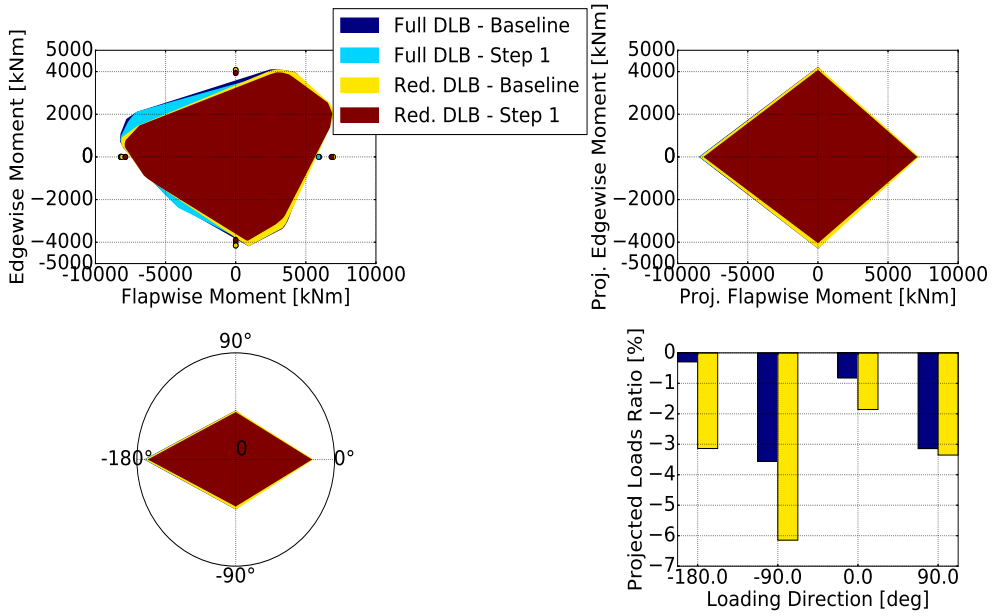 Full DLB - Baseline
Full DLB - Step 1
Red. DLB - Baseline
Red. DLB - Step 1
Edgewise Moment [kNm]
5000
4000
2000
0
−2000
−4000
−5000
-10000 -5000 0 5000 10000
Flapwise Moment [kNm]
Proj. Edgewise Moment [kNm]
5000
4000
2000
0
−2000
−4000
−5000
-10000 -5000 0 5000 10000
Proj. Flapwise Moment [kNm]
90°
-180° 0 0°
-90°
Projected Loads Ratio [%]
0
−1
−2
−3
−4
−5
−6
−7
-180.0 -90.0 0.0 90.0
Loading Direction [deg]